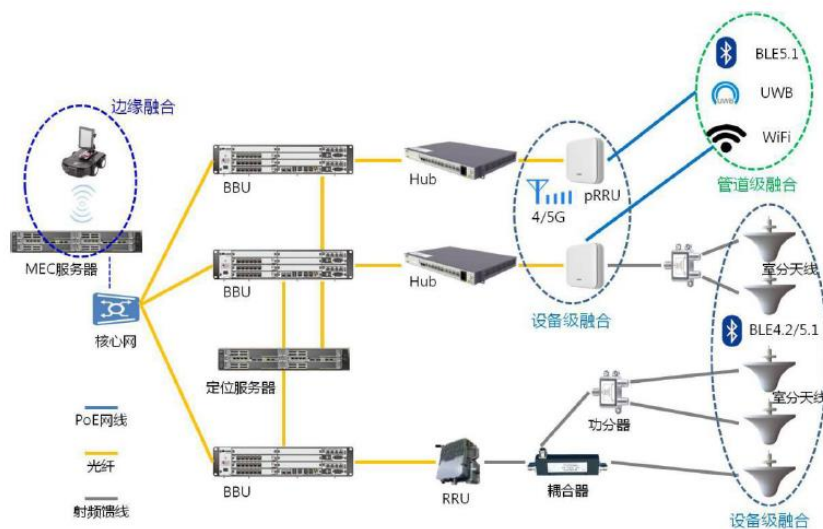 BLE5.1
边缘融合
UWB
UWB
WiFi
BBU
Hub
pRRU
管道级融合
4/5G
MEC服务器
室分天线
BBU
Hub
设备级融合
BLE4.2/5.1
核心网
定位服务器
室分天线
PoE网线
功分器
光纤
BBU
RRU
耦合器
射频馈线
设备级融合